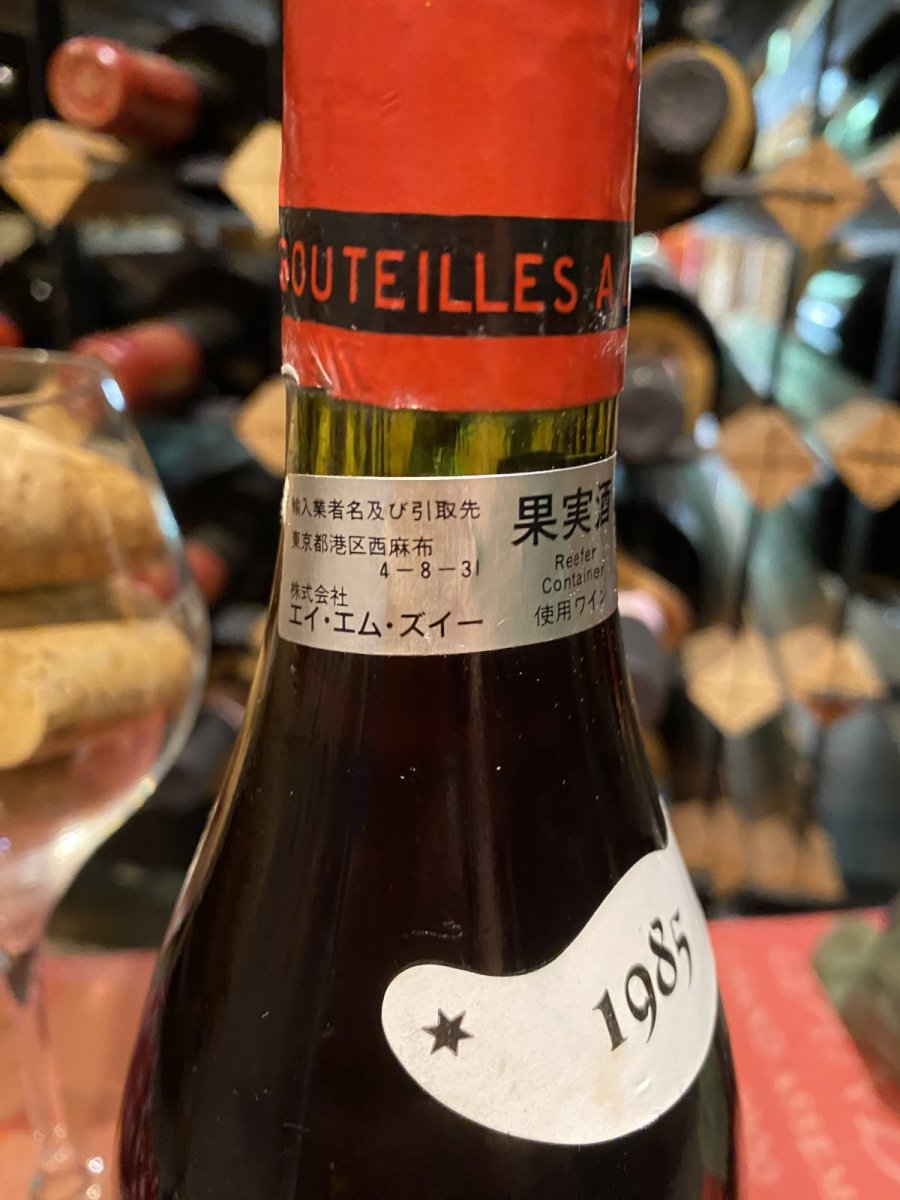 BOUTEILLES A
輸入業者名及び引取先
東京都港区西麻布
4-8-31
株式会社
エイ・エム・ズイー
果実酒
Reefer
Container
使用ワイン
1985